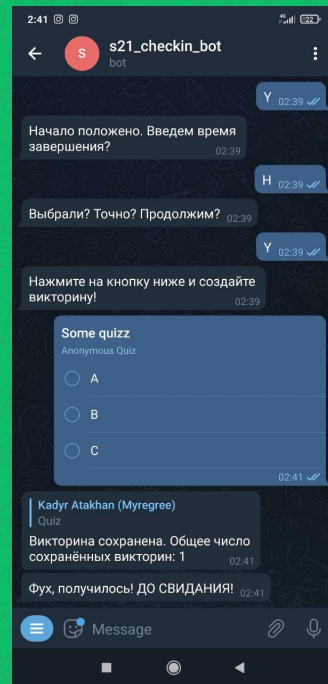 2:41
4G 22
s21_checkin_bot
S
bot
Y 02:39
Начало положено. Введем время
завершения?
02:39
Н 02:39
Выбрали? Точно? Продолжим? 02:39
Y 02:39
Нажмите на кнопку ниже и создайте
викторину!
02:39
Some quizz
Anonymous Quiz
A
B
C
02:41
Kadyr Atakhan (Myregree)
Quiz
Викторина сохранена. Общее число
сохранённых викторин: 1
02:41
Фух, получилось! ДО СВИДАНИЯ! 02:41
Message